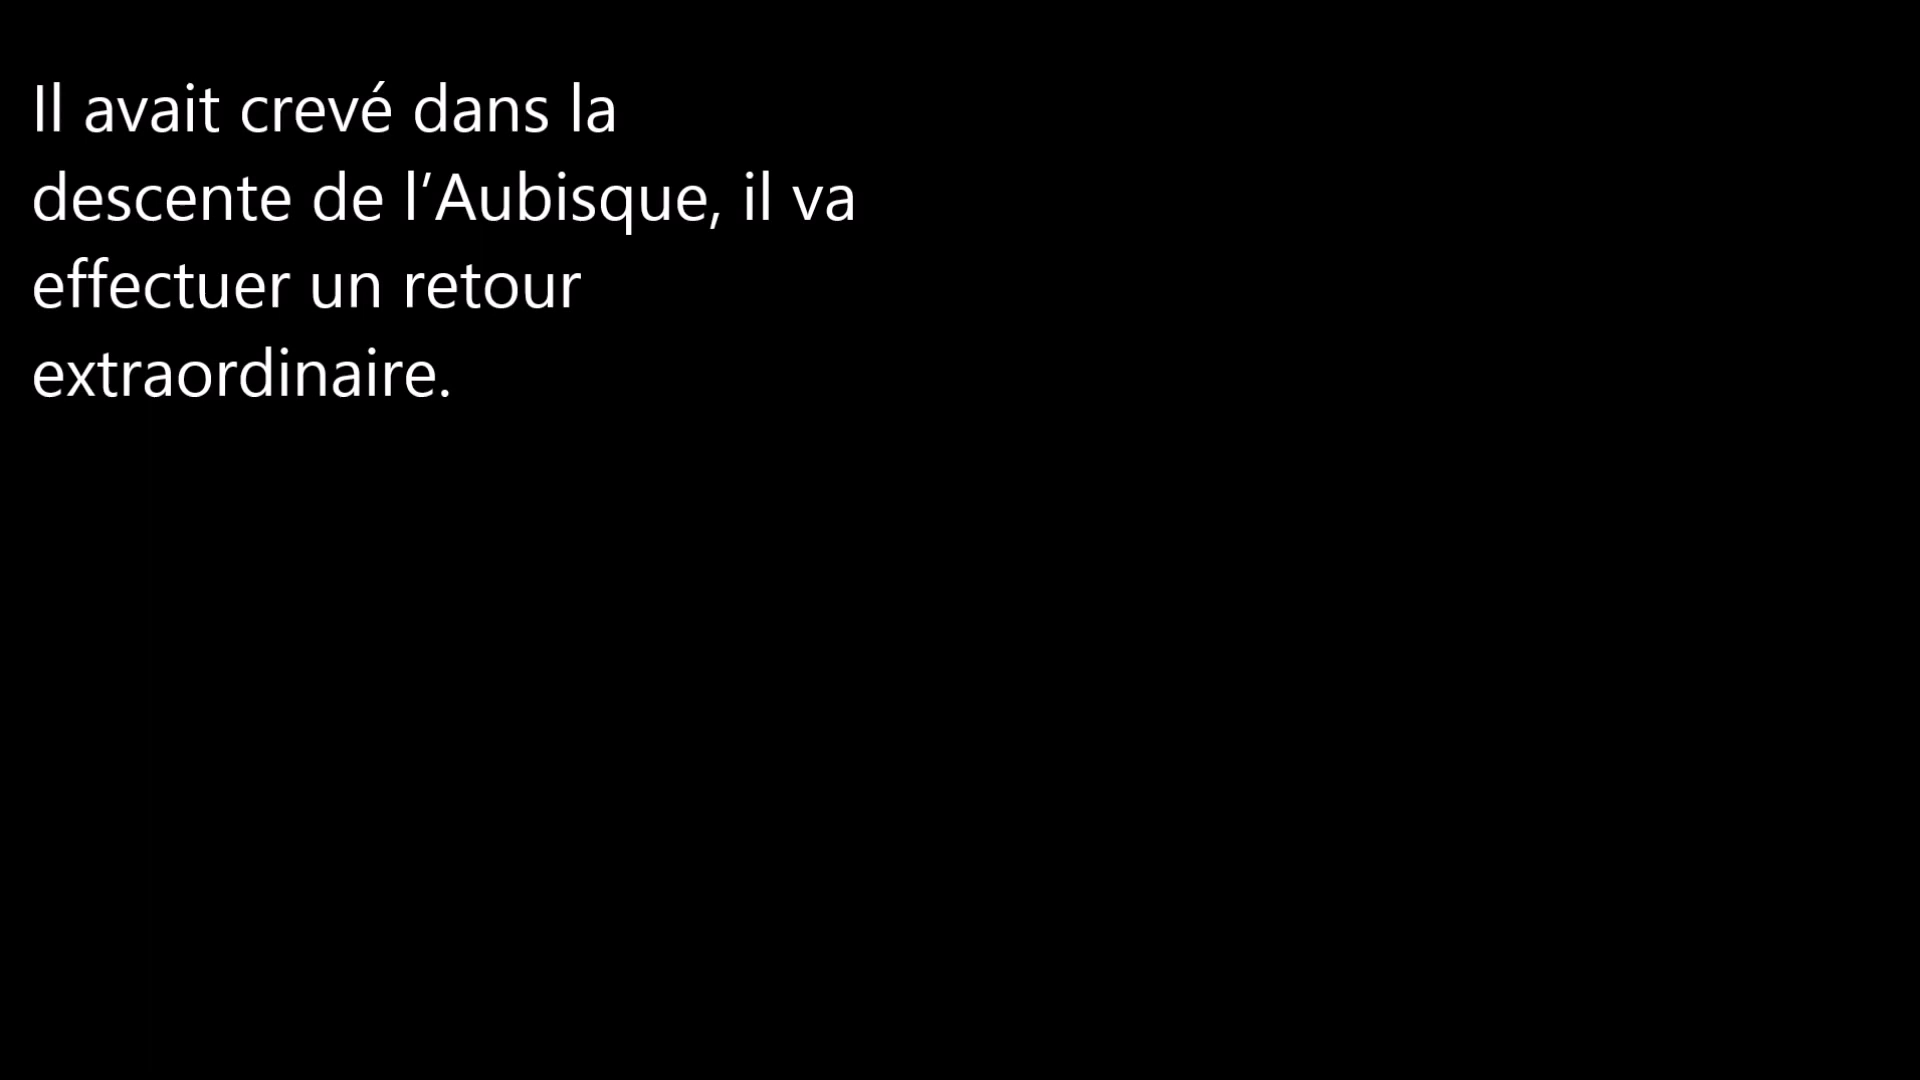 Il avait crevé dans la
descente de l’Aubisque, il va
effectuer un retour
extraordinaire.